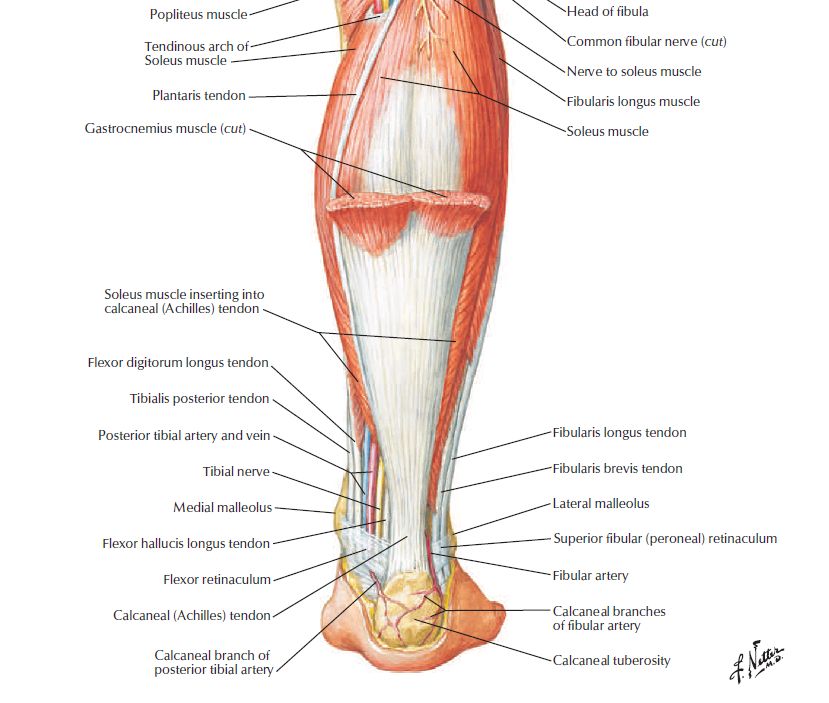 Popliteus muscle
Tendinous arch of
Soleus muscle
Plantaris tendon
Gastrocnemius muscle (cut)
Soleus muscle inserting into
calcaneal (Achilles) tendon
Flexor digitorum longus tendon
Tibialis posterior tendon
Posterior tibial artery and vein
Tibial nerve
Medial malleolus
Flexor hallucis longus tendon
Flexor retinaculum
Calcaneal (Achilles) tendon
Calcaneal branch of
posterior tibial artery
Head of fibula
Common fibular nerve (cut)
Nerve to soleus muscle
Fibularis longus muscle
Soleus muscle
Fibularis longus tendon
Fibularis brevis tendon
Lateral malleolus
Superior fibular (peroneal) retinaculum
Fibular artery
Calcaneal branches
of fibular artery
Calcaneal tuberosity
F. Netter
M.D.